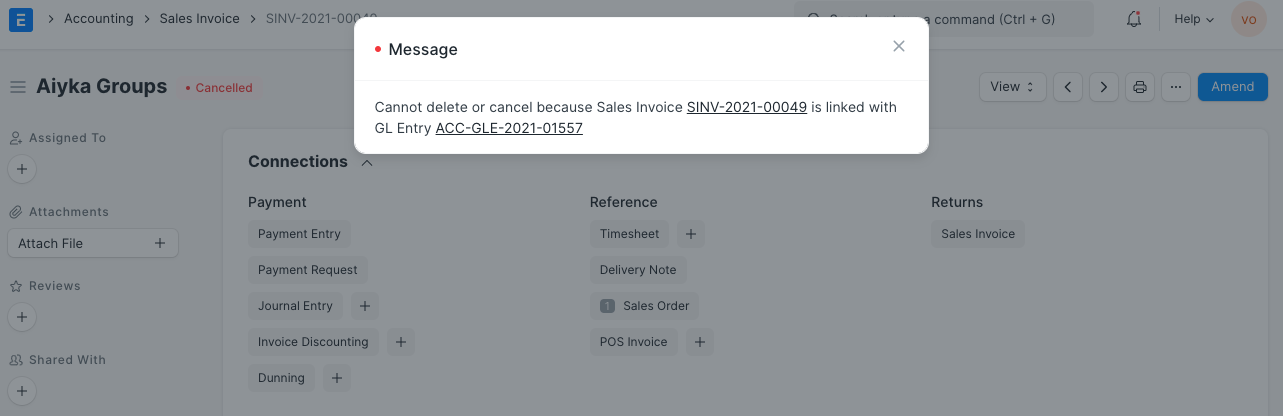 E
Accounting
Sales Invoice
SINV-2021-00049
a command (Ctrl + G)
Help
VO
Message
Aiyka Groups
Cancelled
View
Amend
Cannot delete or cancel because Sales Invoice SINV-2021-00049 is linked with
GL Entry ACC-GLE-2021-01557
Assigned To
Attachments
Attach File
Reviews
Shared With
Connections
Payment
Payment Entry
Payment Request
Journal Entry
Invoice Discounting
Dunning
Reference
Timesheet
Delivery Note
1 Sales Order
POS Invoice
Returns
Sales Invoice